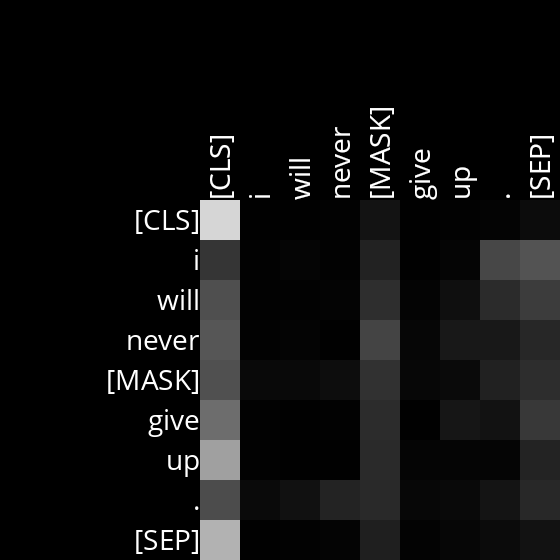 [CLS] i will never [MASK] give up . [SEP]
[CLS]
i
will
never
[MASK]
give
up
.
[SEP]